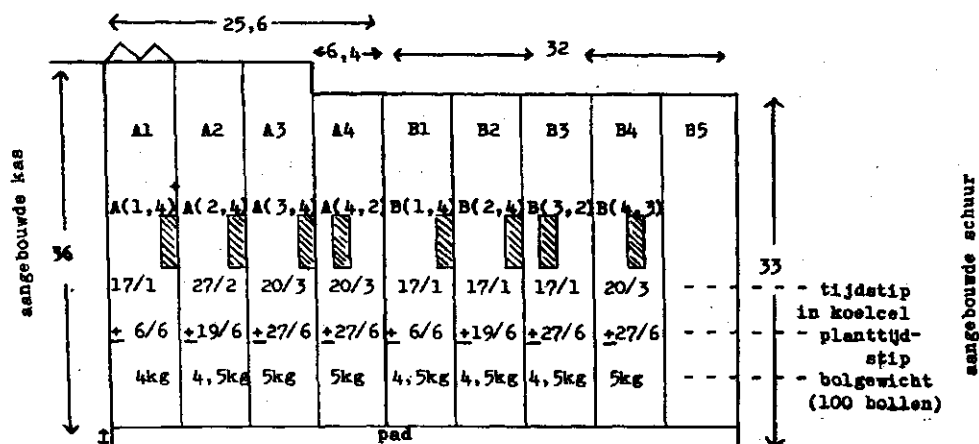 25,6
6,4 32
A1 A2 A3 A4 B1 B2 B3 B4 B5
A(1,4) A(2,4) A(3,4) A(4,2) B(1,4) B(2,4) B(3,2) B(4,3)
aangebouwde kas
36
33
aangebouwde schuur
17/1 27/2 20/3 20/3 17/1 17/1 17/1 20/3 tijdstip
in koelcel
± 6/6 ±19/6 ±27/6 ±27/6 ± 6/6 ±19/6 ±27/6 ±27/6 planttijd-
stip
4kg 4,5kg 5kg 5kg 4,5kg 4,5kg 4,5kg 5kg bolgewicht
(100 bollen)
pad